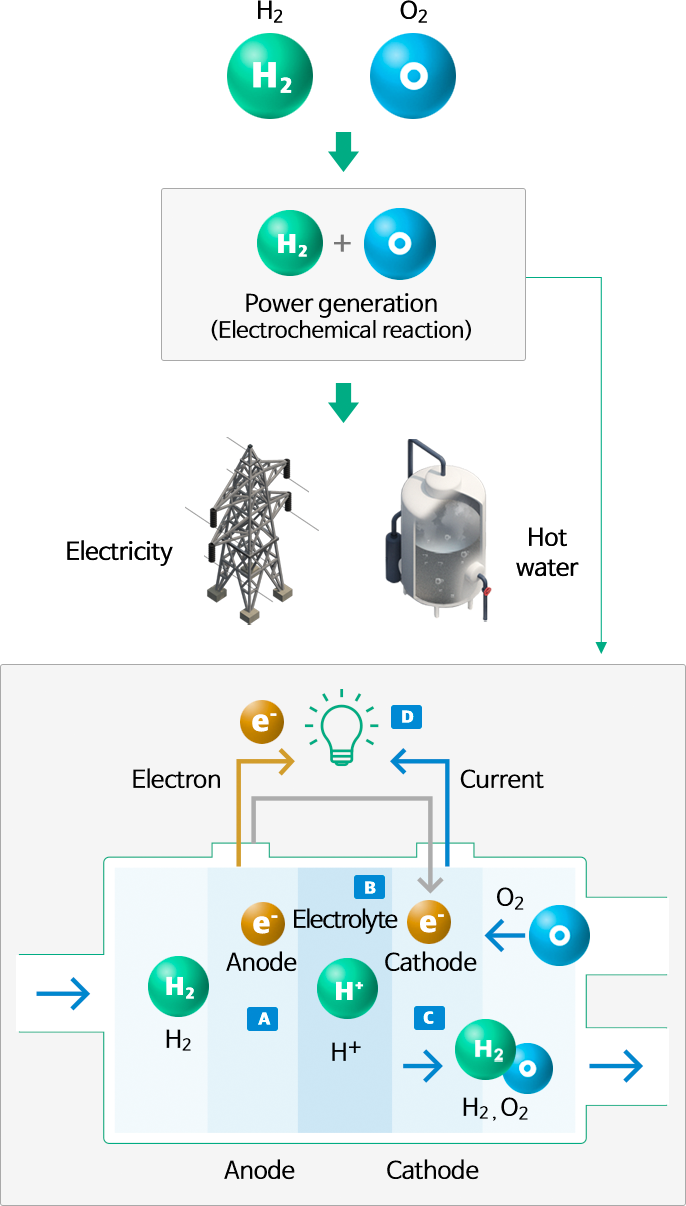 H₂
O₂
H₂
O
H₂ + O
Power generation
(Electrochemical reaction)
Electricity
Hot
water
e⁻
D
Electron
Current
B
O₂
e⁻
Electrolyte
e⁻
O
Anode
Cathode
H₂
H⁺
A
C
H₂
H⁺
H₂
O
H₂, O₂
Anode
Cathode